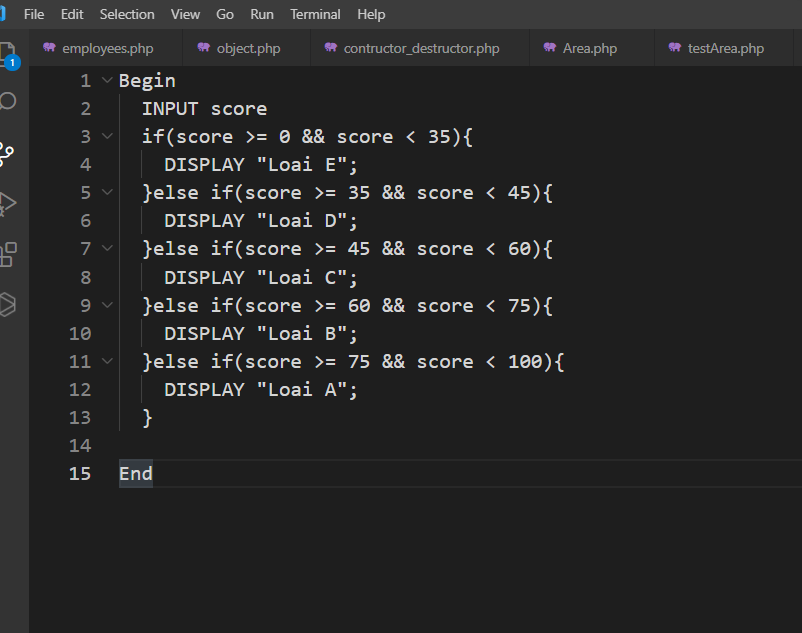 File Edit Selection View Go Run Terminal Help
employees.php object.php contructor_destructor.php Area.php testArea.php
1
1 Begin
2 INPUT score
3 if(score >= 0 && score < 35){
4 DISPLAY "Loai E";
5 }else if(score >= 35 && score < 45){
6 DISPLAY "Loai D";
7 }else if(score >= 45 && score < 60){
8 DISPLAY "Loai C";
9 }else if(score >= 60 && score < 75){
10 DISPLAY "Loai B";
11 }else if(score >= 75 && score < 100){
12 DISPLAY "Loai A";
13 }
14
15 End